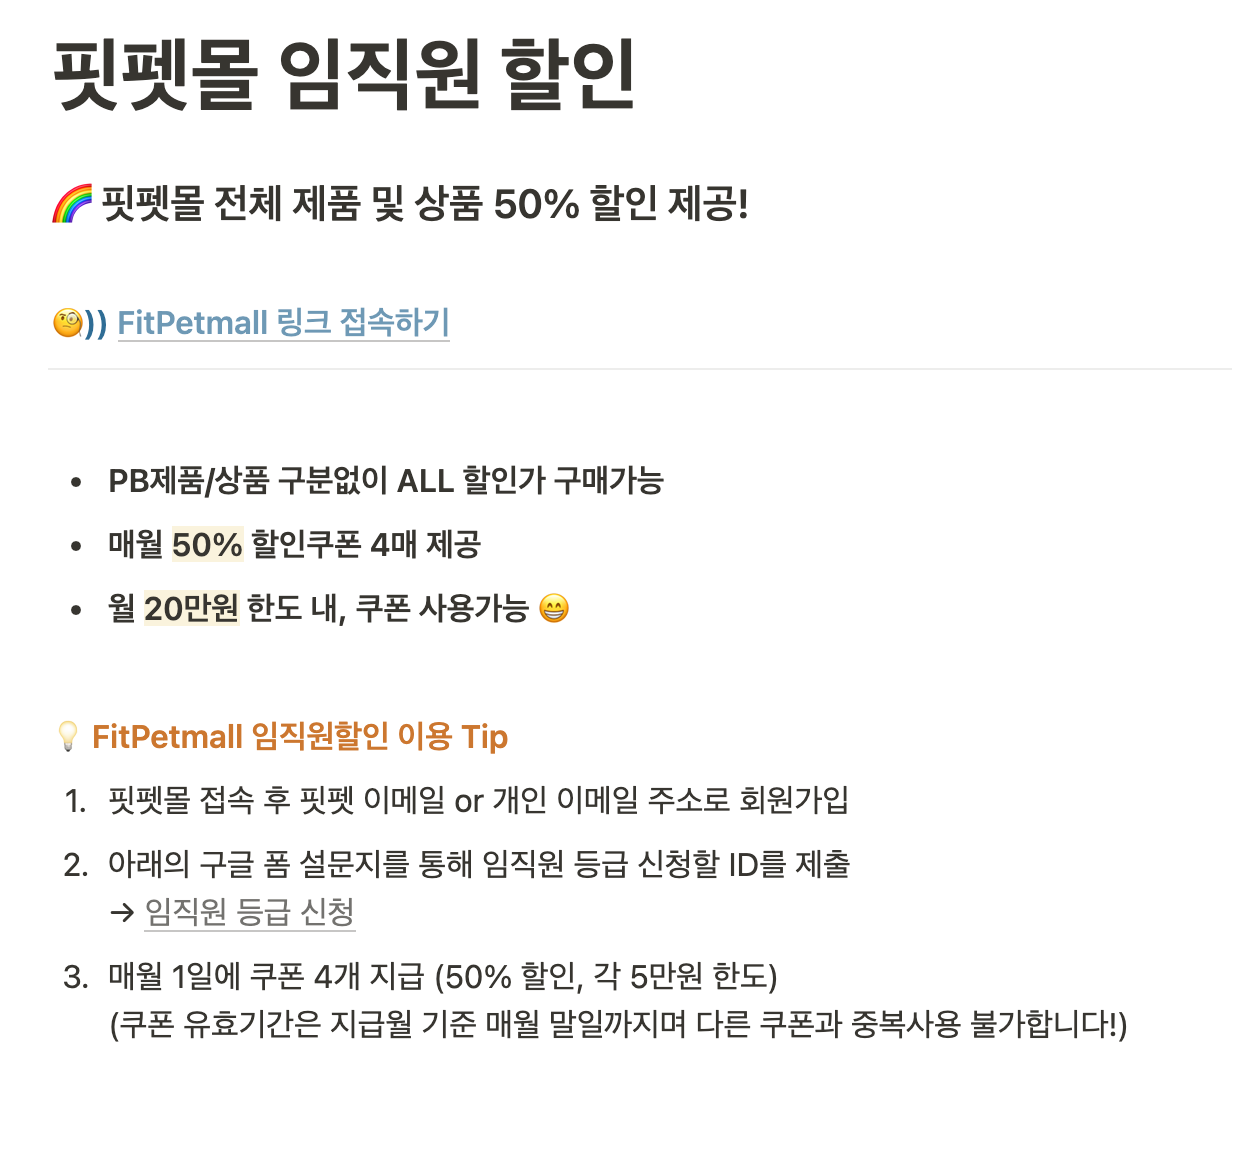 핏펫몰 임직원 할인
🌈 핏펫몰 전체 제품 및 상품 50% 할인 제공!
🧐)) FitPetmall 링크 접속하기
• PB제품/상품 구분없이 ALL 할인가 구매가능
• 매월 50% 할인쿠폰 4매 제공
• 월 20만원 한도 내, 쿠폰 사용가능 😁
💡 FitPetmall 임직원할인 이용 Tip
1. 핏펫몰 접속 후 핏펫 이메일 or 개인 이메일 주소로 회원가입
2. 아래의 구글 폼 설문지를 통해 임직원 등급 신청할 ID를 제출
→ 임직원 등급 신청
3. 매월 1일에 쿠폰 4개 지급 (50% 할인, 각 5만원 한도)
(쿠폰 유효기간은 지급월 기준 매월 말일까지며 다른 쿠폰과 중복사용 불가합니다!)